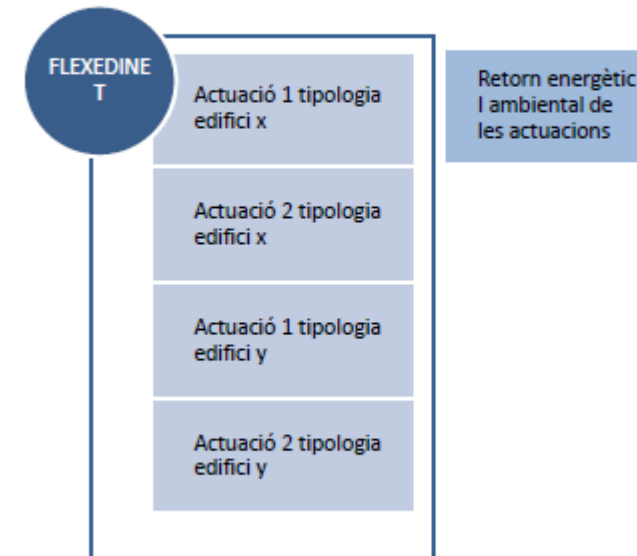 FLEXEDINE
T
Actuació 1 tipologia
edifici x
Actuació 2 tipologia
edifici x
Actuació 1 tipologia
edifici y
Actuació 2 tipologia
edifici y
Retorn energètic
I ambiental de
les actuacions